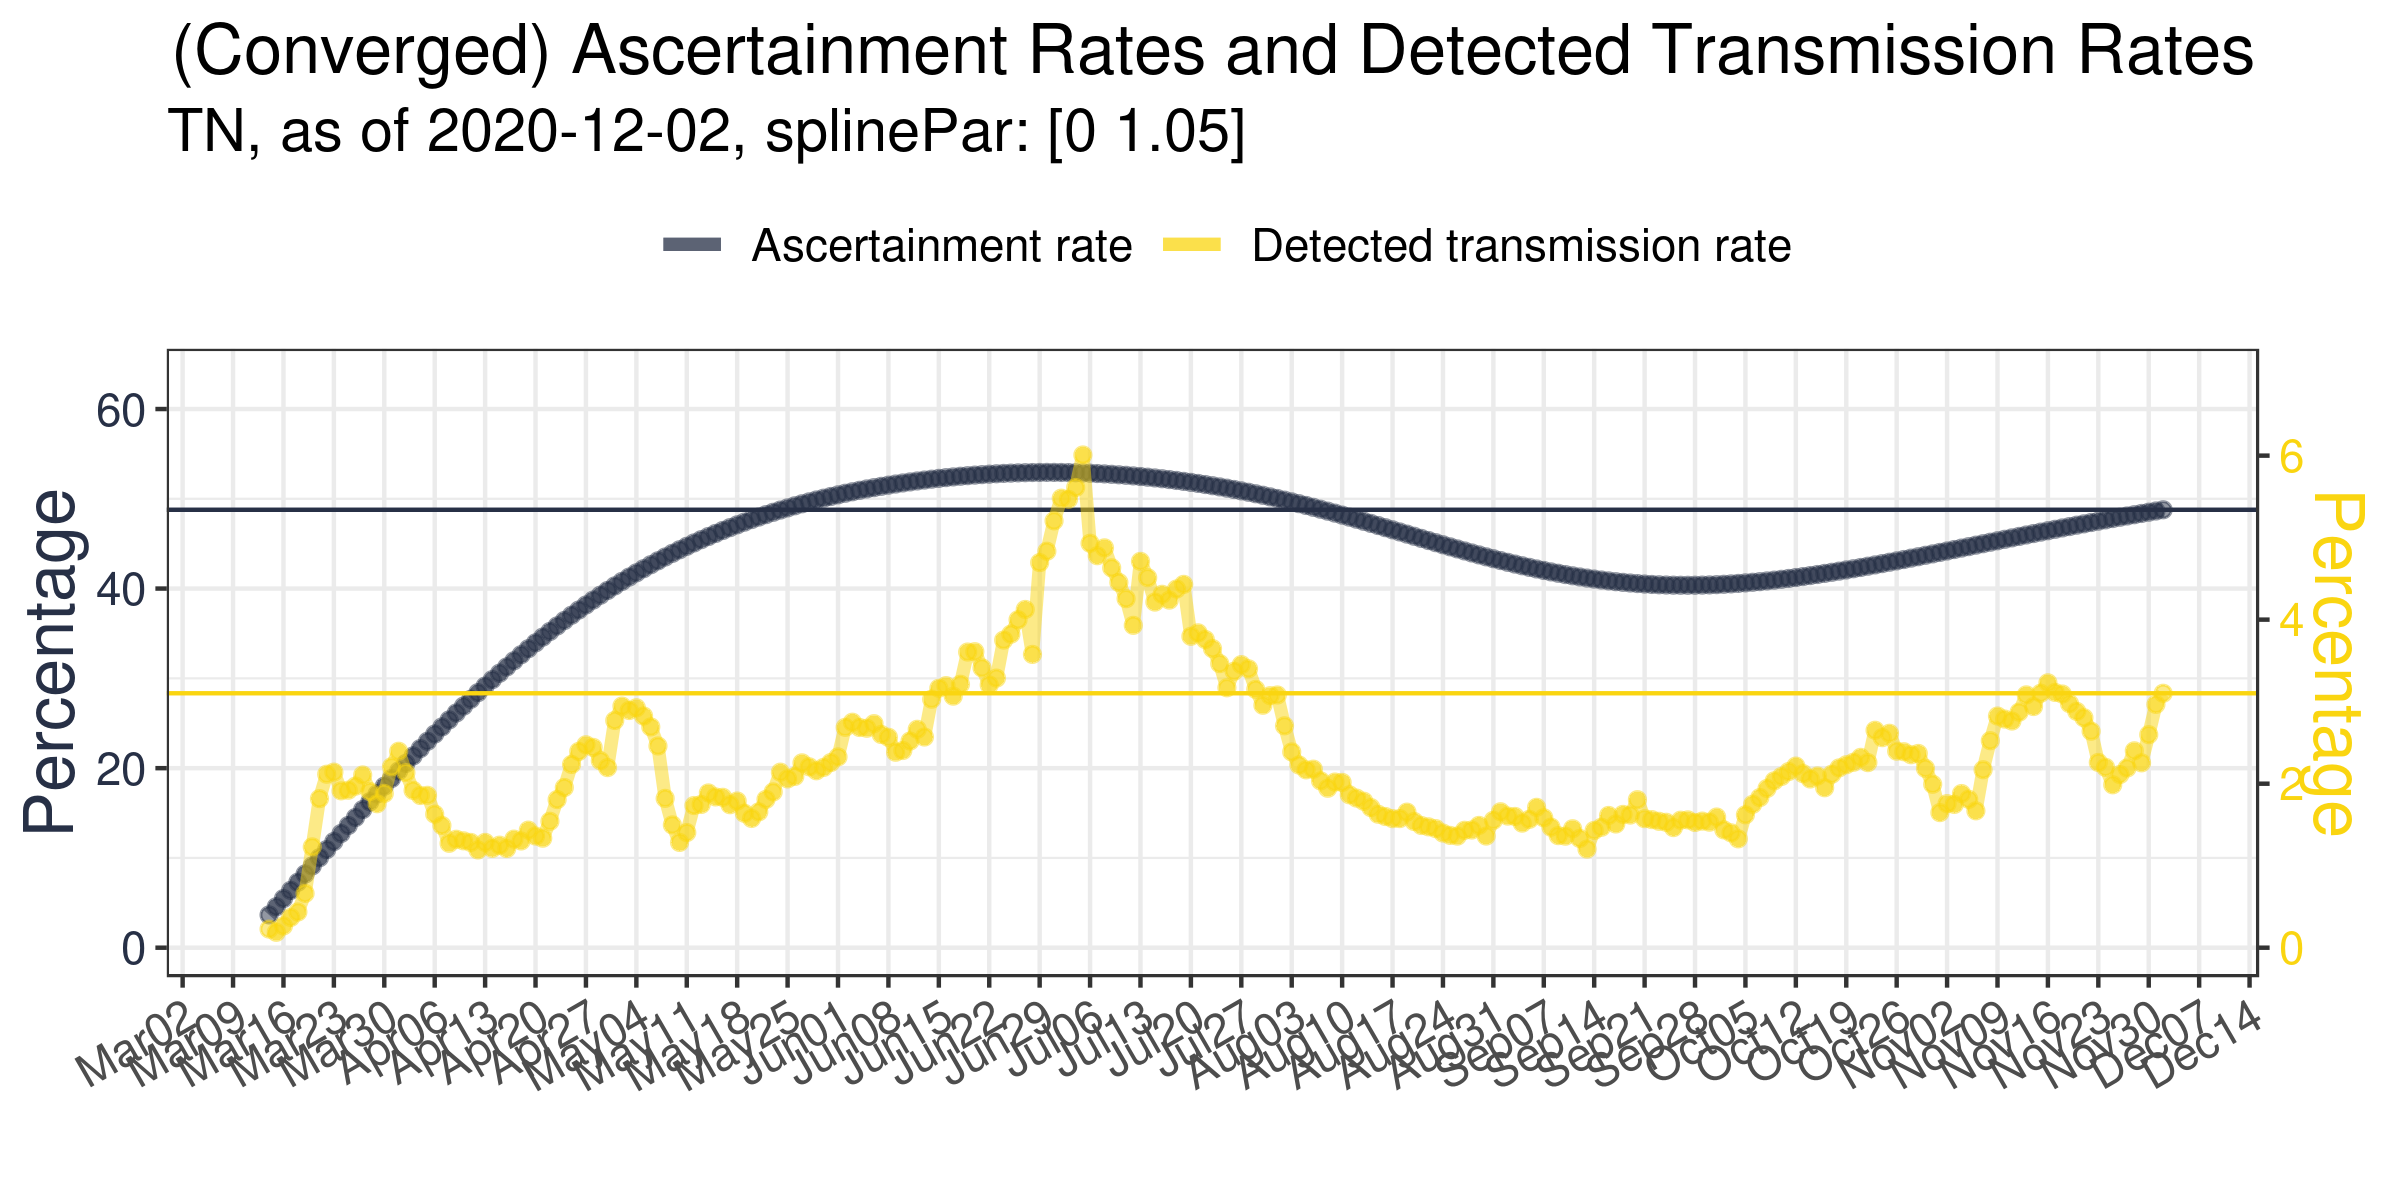 (Converged) Ascertainment Rates and Detected Transmission Rates
TN, as of 2020-12-02, splinePar: [0 1.05]
Ascertainment rate
Detected transmission rate
Percentage
60
40
20
0
6
4
2
0
Percentage
Mar02
Mar09
Mar16
Mar23
Mar30
Apr06
Apr13
Apr20
Apr27
May04
May11
May18
May25
Jun01
Jun08
Jun15
Jun22
Jun29
Jul06
Jul13
Jul20
Jul27
Aug03
Aug10
Aug17
Aug24
Aug31
Sep07
Sep14
Sep21
Sep28
Oct05
Oct12
Oct19
Oct26
Nov02
Nov09
Nov16
Nov23
Nov30
Dec07
Dec14